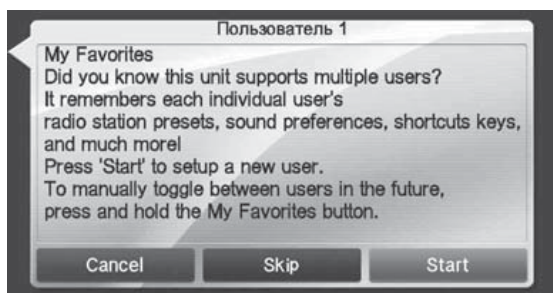 Пользователь 1
My Favorites
Did you know this unit supports multiple users?
It remembers each individual user's
radio station presets, sound preferences, shortcuts keys,
and much morel
Press 'Start' to setup a new user.
To manually toggle between users in the future,
press and hold the My Favorites button.
Cancel
Skip
Start